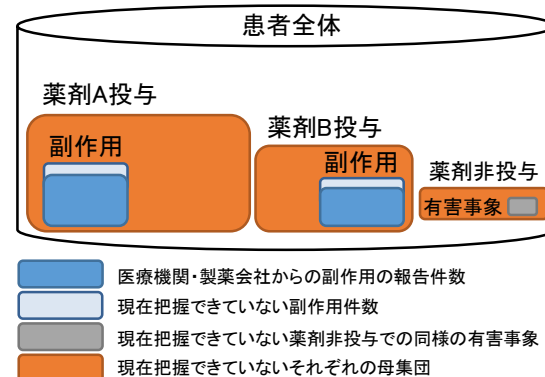 患者全体
薬剤A投与
薬剤B投与
副作用
副作用
薬剤非投与
有害事象
医療機関・製薬会社からの副作用の報告件数
現在把握できていない副作用件数
現在把握できていない薬剤非投与での同様の有害事象
現在把握できていないそれぞれの母集団